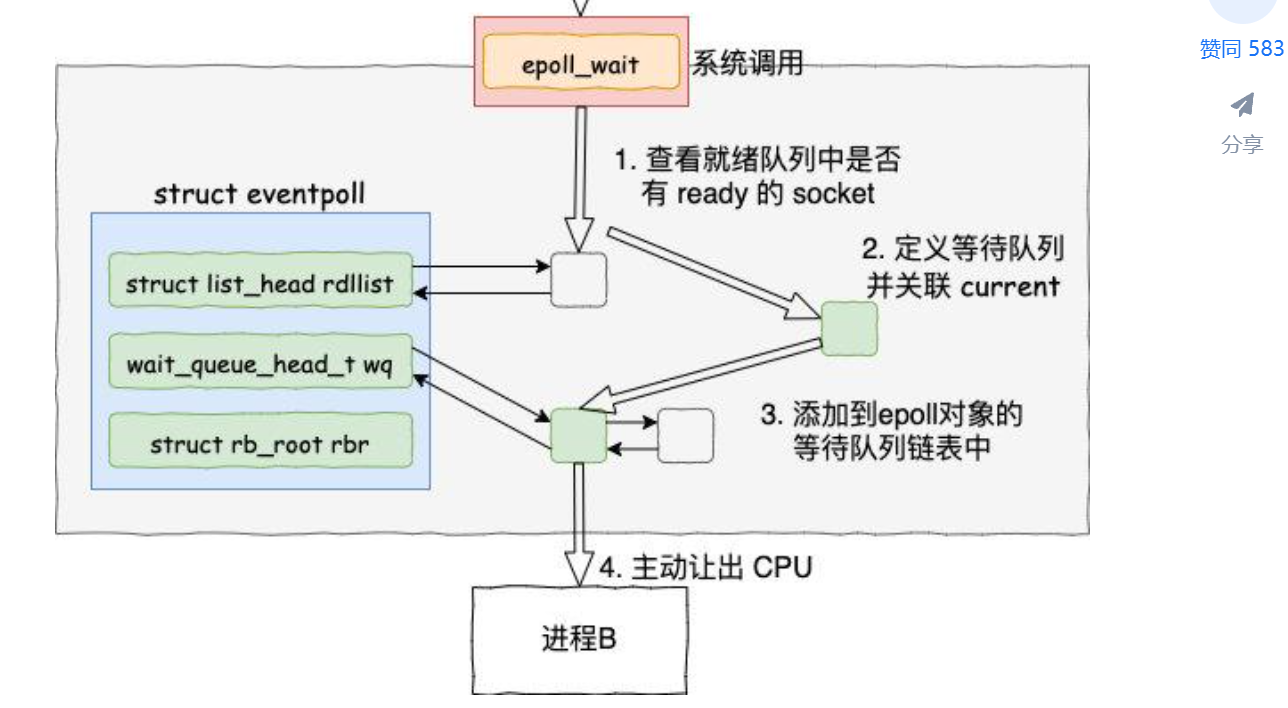 赞同 583
分享
epoll_wait
系统调用
1. 查看就绪队列中是否
有 ready 的 socket
struct eventpoll
struct list_head rdllist
2. 定义等待队列
并关联 current
wait_queue_head_t wq
struct rb_root rbr
3. 添加到epoll对象的
等待队列链表中
4. 主动让出 CPU
进程B